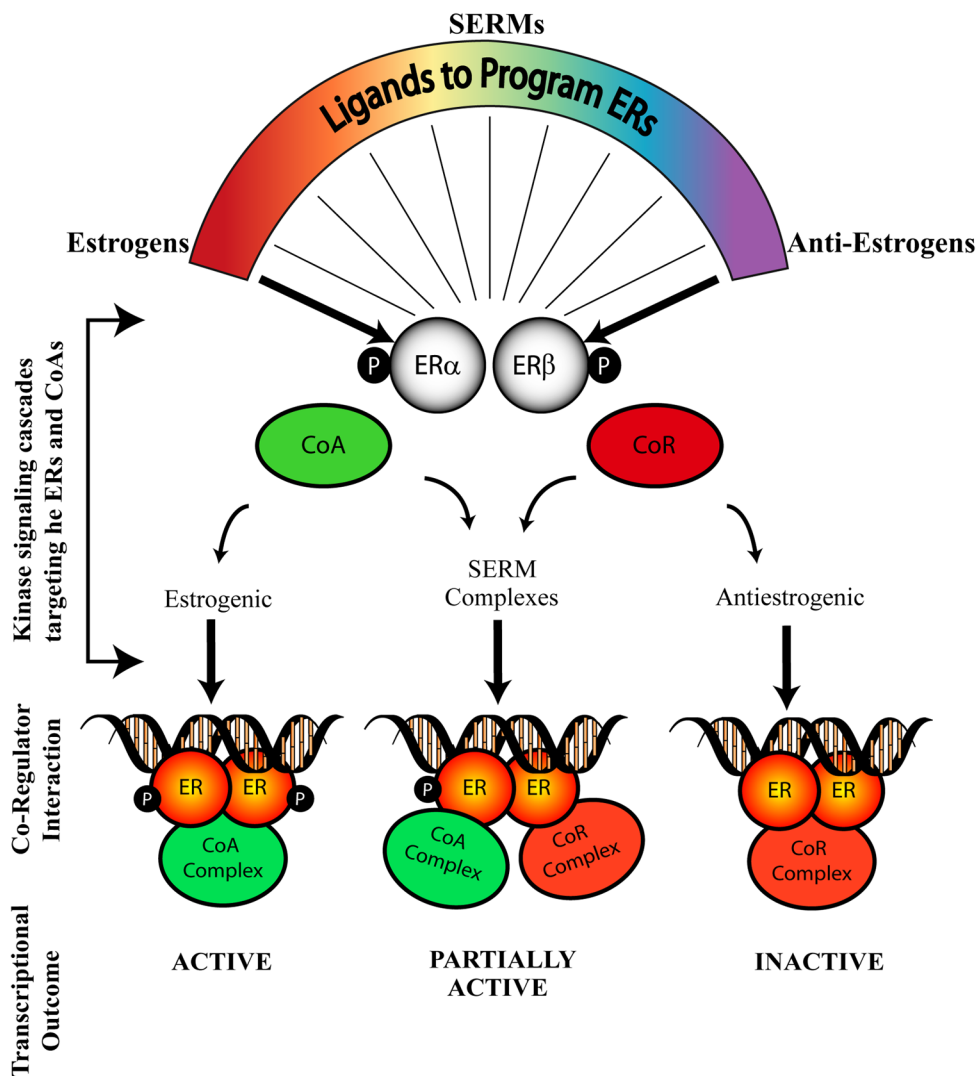 SERMs
Ligands to Program ERs
Estrogens
Anti-Estrogens
P
ERα
ERβ
P
CoA
CoR
Kinase signaling cascades
targeting he ERs and CoAs
Estrogenic
SERM
Complexes
Antiestrogenic
Co-Regulator
Interaction
P
ER
ER
P
CoA
Complex
P
ER
ER
CoA
Complex
CoR
Complex
ER
ER
CoR
Complex
Transcriptional
Outcome
ACTIVE
PARTIALLY
ACTIVE
INACTIVE